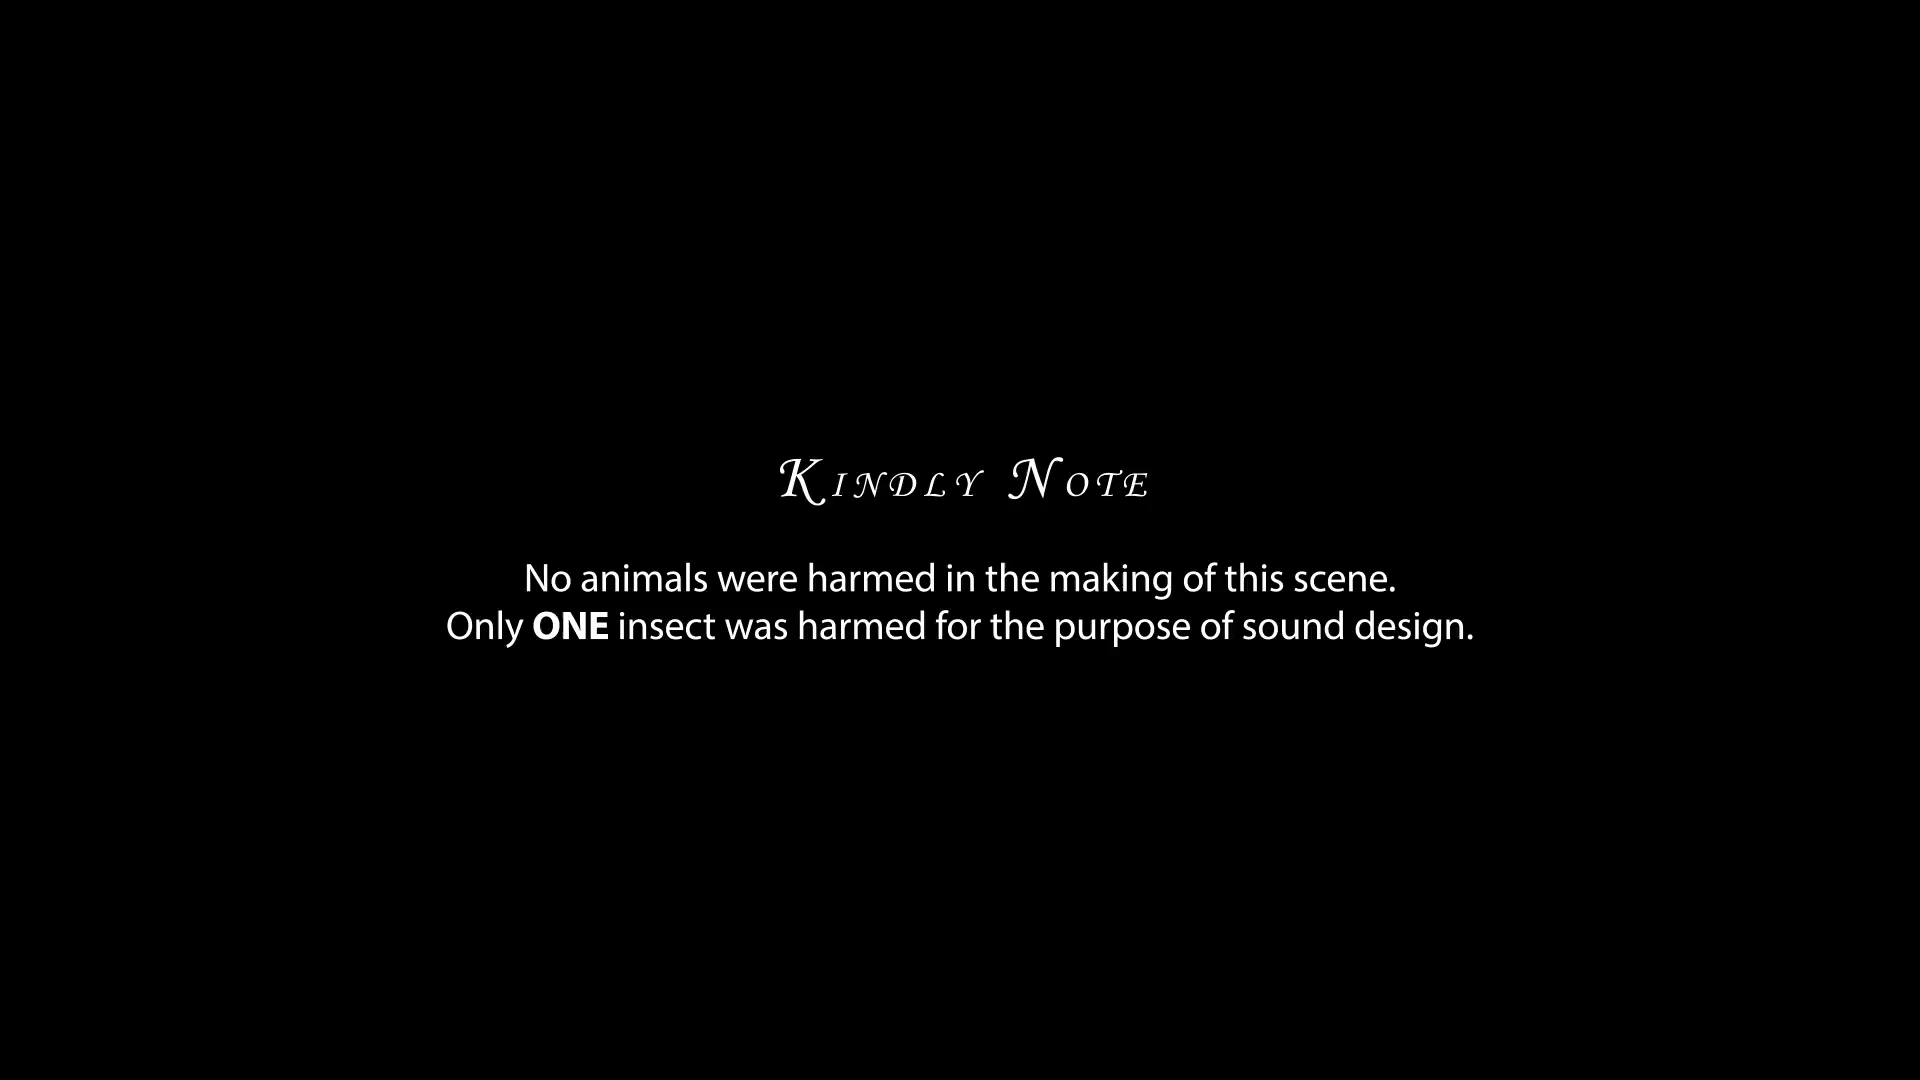 KINDLY NOTE
No animals were harmed in the making of this scene.
Only ONE insect was harmed for the purpose of sound design.